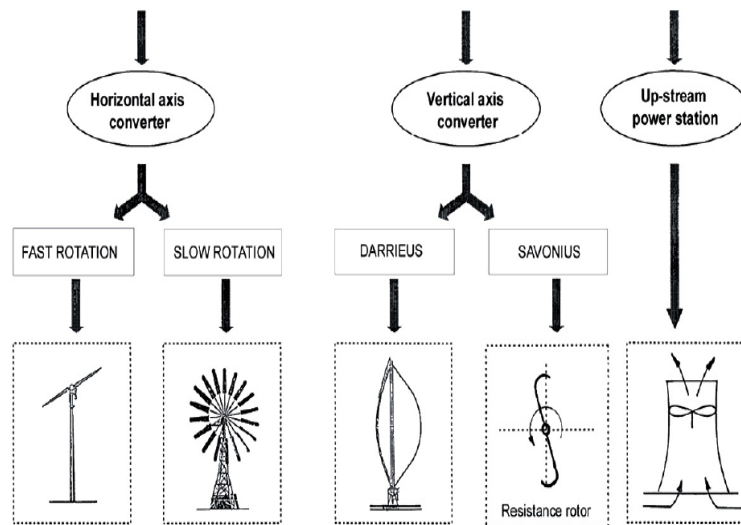 Horizontal axis
converter
Vertical axis
converter
Up-stream
power station
FAST ROTATION
SLOW ROTATION
DARRIEUS
SAVONIUS
Resistance rotor